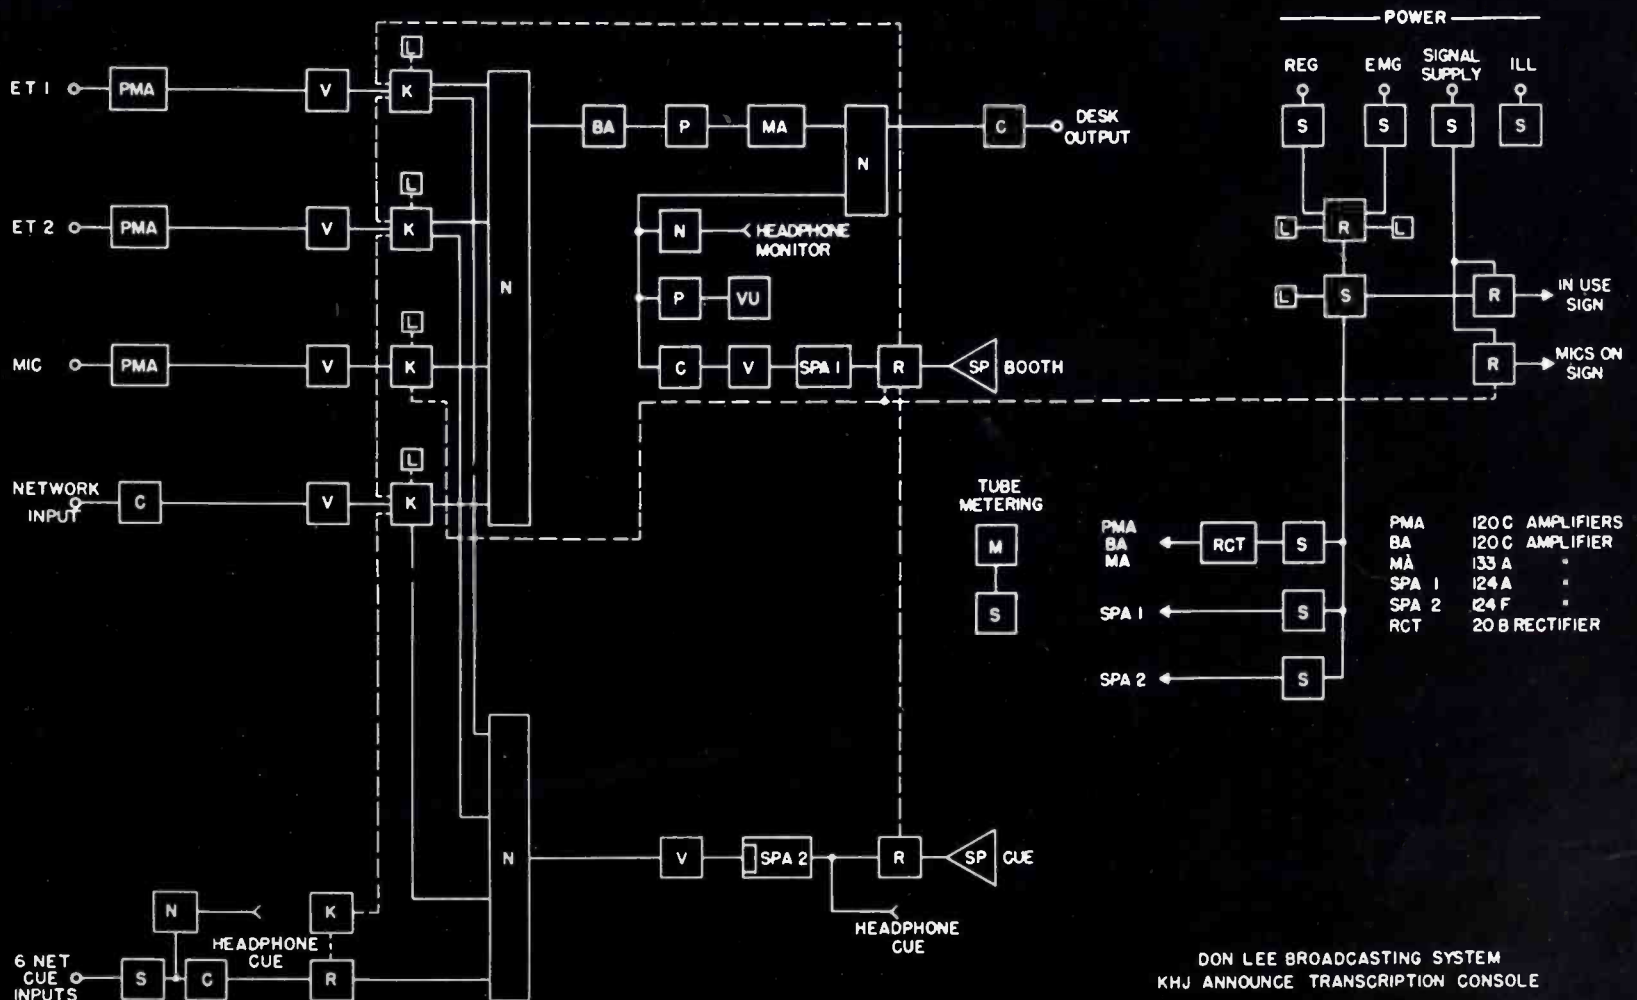 POWER
REG EMG SIGNAL SUPPLY ILL
S S S S
ET 1 PMA V K L
N
BA P MA N C DESK OUTPUT
ET 2 PMA V K L
N HEADPHONE MONITOR
P VU
MIC PMA V K L
C V SPA 1 R SP BOOTH
L R L
L S R IN USE SIGN
R MICS ON SIGN
NETWORK INPUT C V K L
TUBE METERING
M
S
PMA
BA
MA
RCT S
SPA 1 S
SPA 2 S
PMA 120 C AMPLIFIERS
BA 120 C AMPLIFIER
MA 133 A "
SPA 1 124 A "
SPA 2 124 F "
RCT 20 B RECTIFIER
N V SPA 2 R SP CUE
HEADPHONE CUE
N HEADPHONE CUE K
6 NET CUE INPUTS S C R
DON LEE BROADCASTING SYSTEM
KHJ ANNOUNCE TRANSCRIPTION CONSOLE